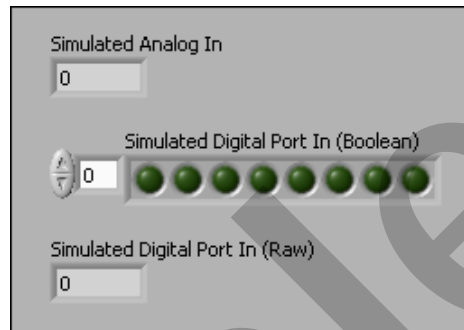 Simulated Analog In
0
Simulated Digital Port In (Boolean)
0
Simulated Digital Port In (Raw)
0